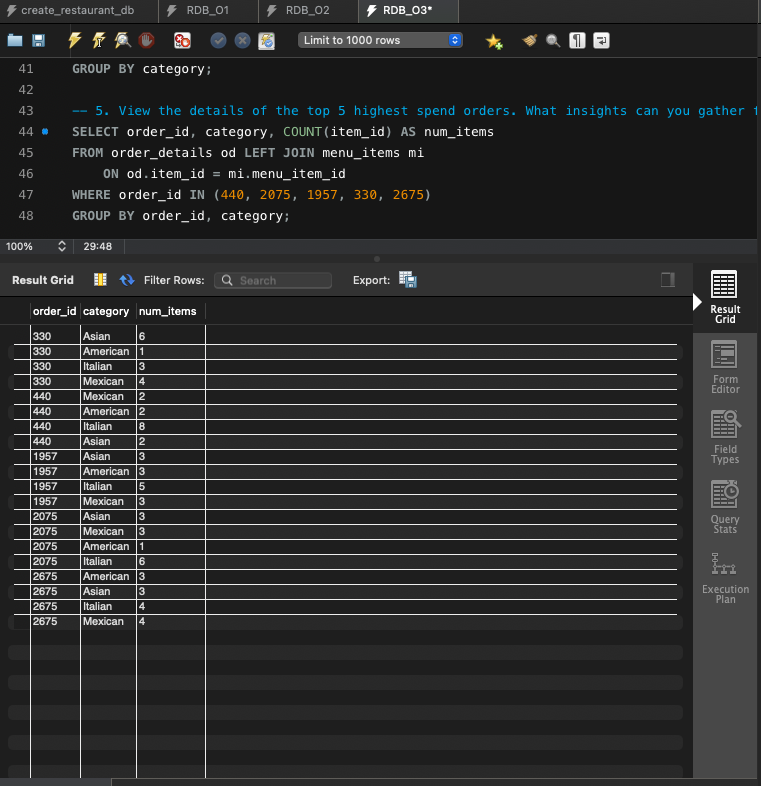 create_restaurant_db RDB_O1 RDB_O2 RDB_O3*
Limit to 1000 rows
41 GROUP BY category;
42
43 -- 5. View the details of the top 5 highest spend orders. What insights can you gather
44 SELECT order_id, category, COUNT(item_id) AS num_items
45 FROM order_details od LEFT JOIN menu_items mi
46 ON od.item_id = mi.menu_item_id
47 WHERE order_id IN (440, 2075, 1957, 330, 2675)
48 GROUP BY order_id, category;
100% 29:48
Result Grid Filter Rows: Search Export:
order_id category num_items
330 Asian 6
330 American 1
330 Italian 3
330 Mexican 4
440 Mexican 2
440 American 2
440 Italian 8
440 Asian 2
1957 Asian 3
1957 American 3
1957 Italian 5
1957 Mexican 3
2075 Asian 3
2075 Mexican 3
2075 American 1
2075 Italian 6
2675 American 3
2675 Asian 3
2675 Italian 4
2675 Mexican 4
Result
Grid
Form
Editor
Field
Types
Query
Stats
Execution
Plan